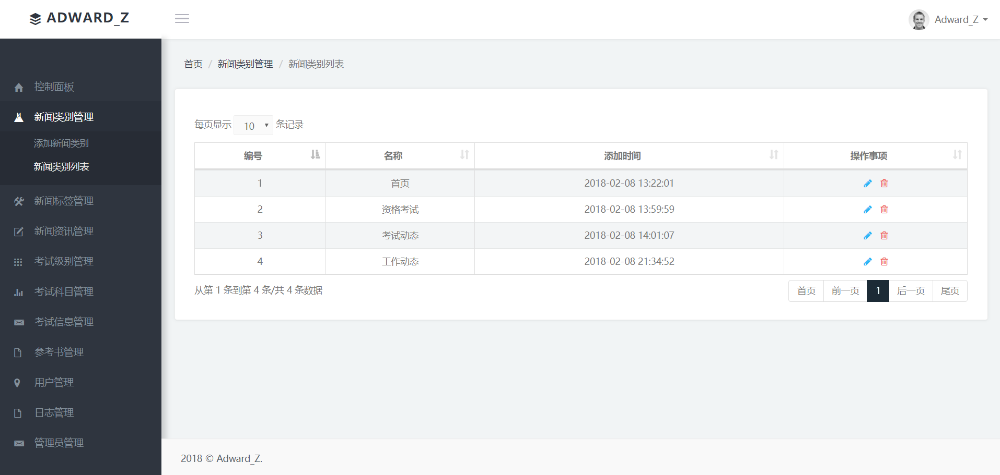 ADWARD_Z
Adward_Z
首页 / 新闻类别管理 / 新闻类别列表
控制面板
新闻类别管理
添加新闻类别
新闻类别列表
新闻标签管理
新闻资讯管理
考试级别管理
考试科目管理
考试信息管理
参考书管理
用户管理
日志管理
管理员管理
每页显示 10 条记录
编号 名称 添加时间 操作事项
1 首页 2018-02-08 13:22:01
2 资格考试 2018-02-08 13:59:59
3 考试动态 2018-02-08 14:01:07
4 工作动态 2018-02-08 21:34:52
从第 1 条到第 4 条/共 4 条数据
首页 前一页 1 后一页 尾页
2018 © Adward_Z.